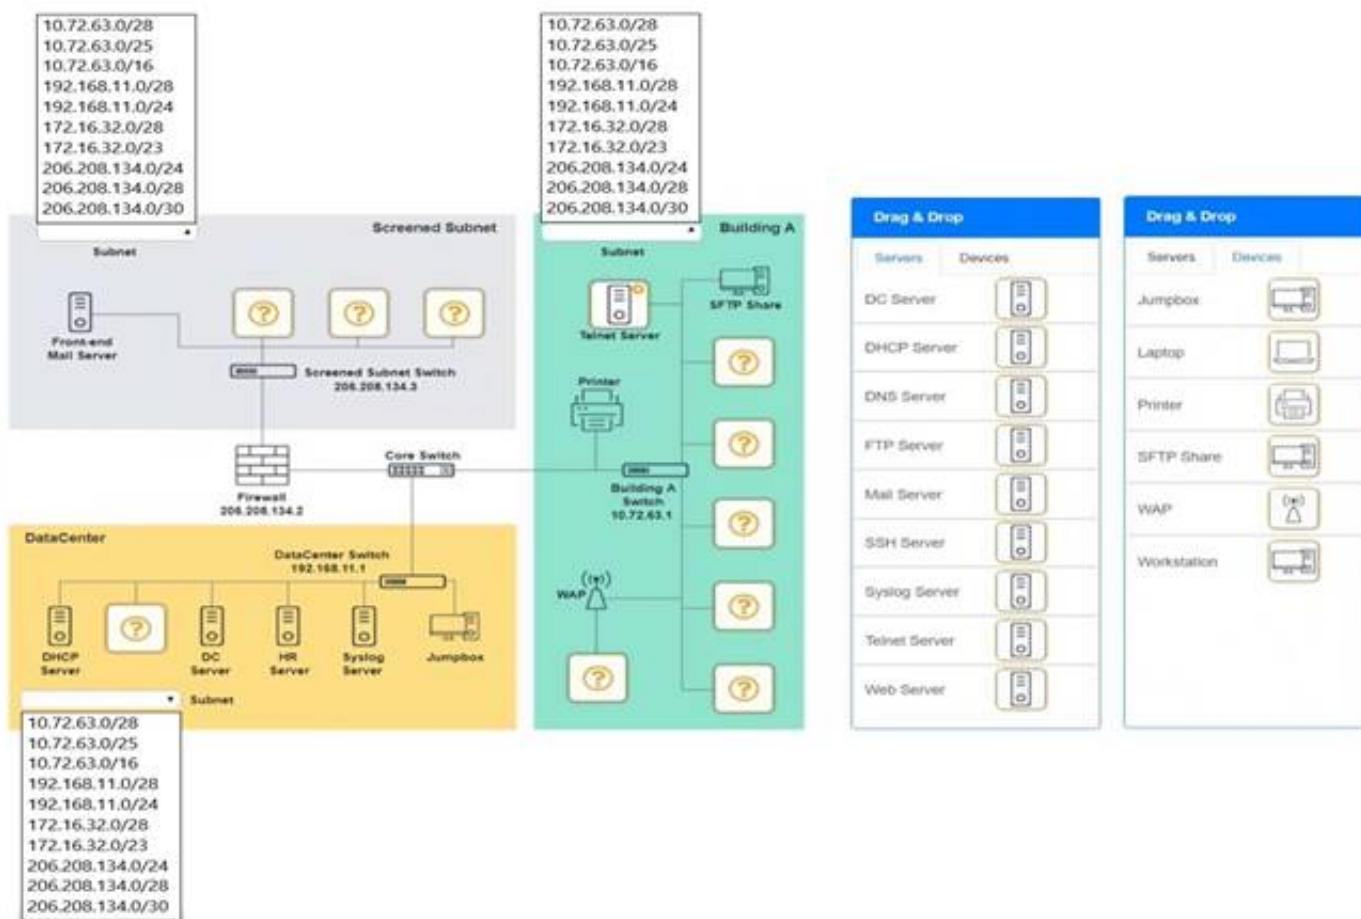 10.72.63.0/28
10.72.63.0/25
10.72.63.0/16
192.168.11.0/28
192.168.11.0/24
172.16.32.0/28
172.16.32.0/23
206.208.134.0/24
206.208.134.0/28
206.208.134.0/30
Screened Subnet
Subnet
Front-end
Mail Server
?
?
?
Screened Subnet Switch
206.208.134.3
10.72.63.0/28
10.72.63.0/25
10.72.63.0/16
192.168.11.0/28
192.168.11.0/24
172.16.32.0/28
172.16.32.0/23
206.208.134.0/24
206.208.134.0/28
206.208.134.0/30
Building A
Subnet
Telnet Server
SFTP Share
Printer
?
?
Building A
Switch
10.72.63.1
?
WAP
?
?
?
Firewall
206.208.134.2
Core Switch
DataCenter
DataCenter Switch
192.168.11.1
DHCP
Server
?
DC
Server
HR
Server
Syslog
Server
Jumpbox
Subnet
10.72.63.0/28
10.72.63.0/25
10.72.63.0/16
192.168.11.0/28
192.168.11.0/24
172.16.32.0/28
172.16.32.0/23
206.208.134.0/24
206.208.134.0/28
206.208.134.0/30
Drag & Drop
Servers Devices
DC Server
DHCP Server
DNS Server
FTP Server
Mail Server
SSH Server
Syslog Server
Telnet Server
Web Server
Drag & Drop
Servers Devices
Jumpbox
Laptop
Printer
SFTP Share
WAP
Workstation